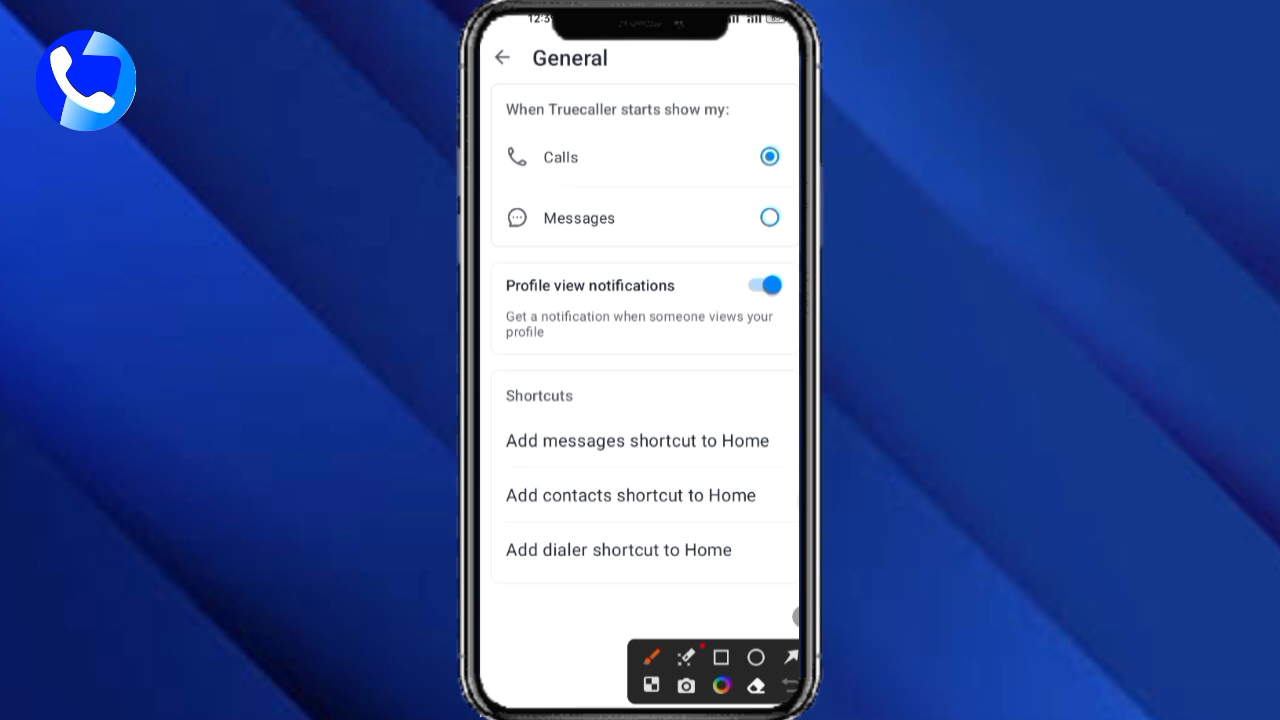 General
When Truecaller starts show my:
Calls
Messages
Profile view notifications
Get a notification when someone views your
profile
Shortcuts
Add messages shortcut to Home
Add contacts shortcut to Home
Add dialer shortcut to Home